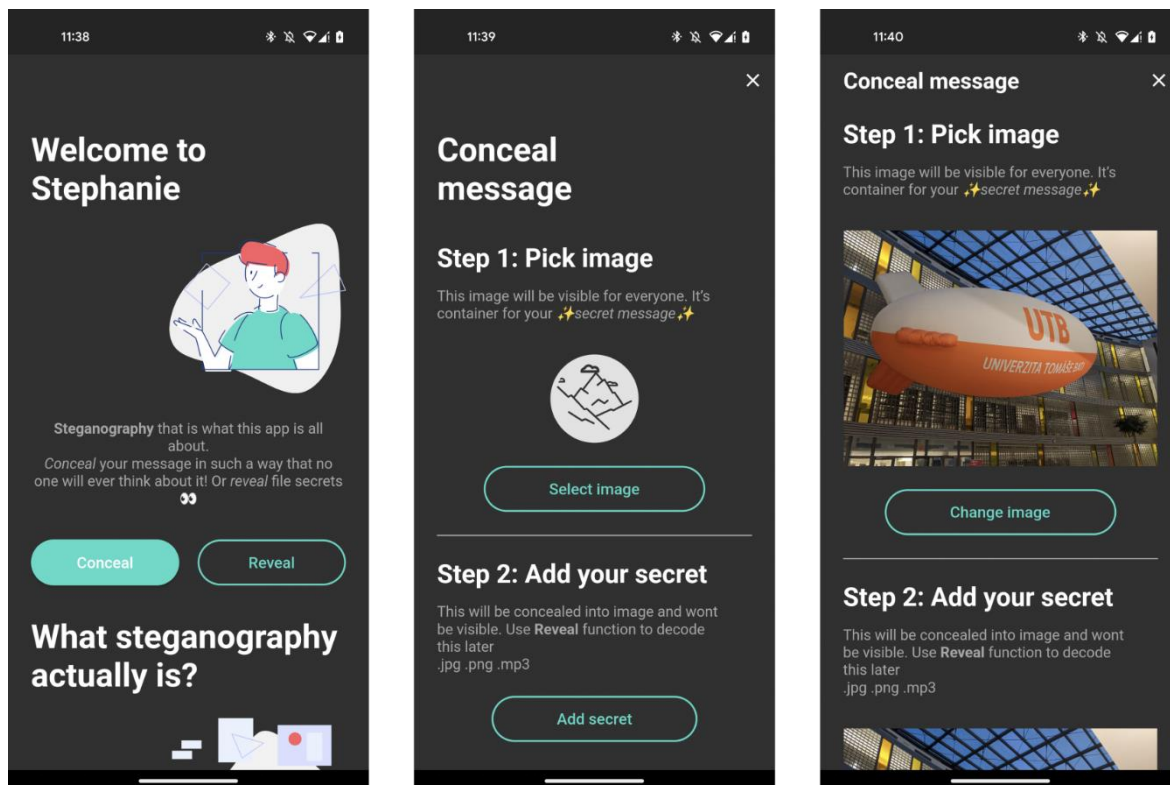 11:38
Welcome to
Stephanie
Steganography that is what this app is all
about.
Conceal your message in such a way that no
one will ever think about it! Or reveal file secrets
👀
Conceal
Reveal
What steganography
actually is?
11:39
Conceal
message
Step 1: Pick image
This image will be visible for everyone. It's
container for your ✨secret message✨
Select image
Step 2: Add your secret
This will be concealed into image and wont
be visible. Use Reveal function to decode
this later
.jpg .png .mp3
Add secret
11:40
Conceal message
Step 1: Pick image
This image will be visible for everyone. It's
container for your ✨secret message✨
UTB
UNIVERZITA TOMÁŠE BATI
Change image
Step 2: Add your secret
This will be concealed into image and wont
be visible. Use Reveal function to decode
this later
.jpg .png .mp3